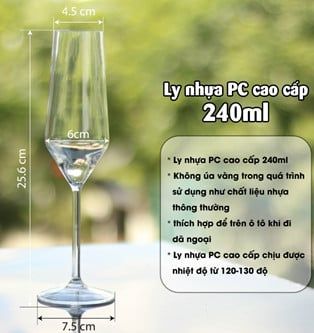 4.5 cm
Ly nhựa PC cao cấp
240ml
6cm
25.6 cm
* Ly nhựa PC cao cấp 240ml
* Không úa vàng trong quá trình
sử dụng như chất liệu nhựa
thông thường
* thích hợp để trên ô tô khi đi
dã ngoại
* Ly nhựa PC cao cấp chịu được
nhiệt độ từ 120-130 độ
7.5 cm